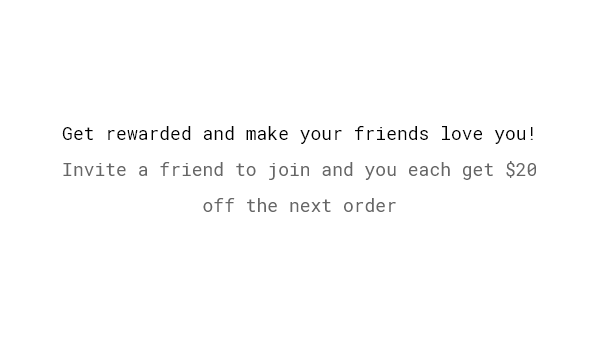 Get rewarded and make your friends love you!
Invite a friend to join and you each get $20
off the next order